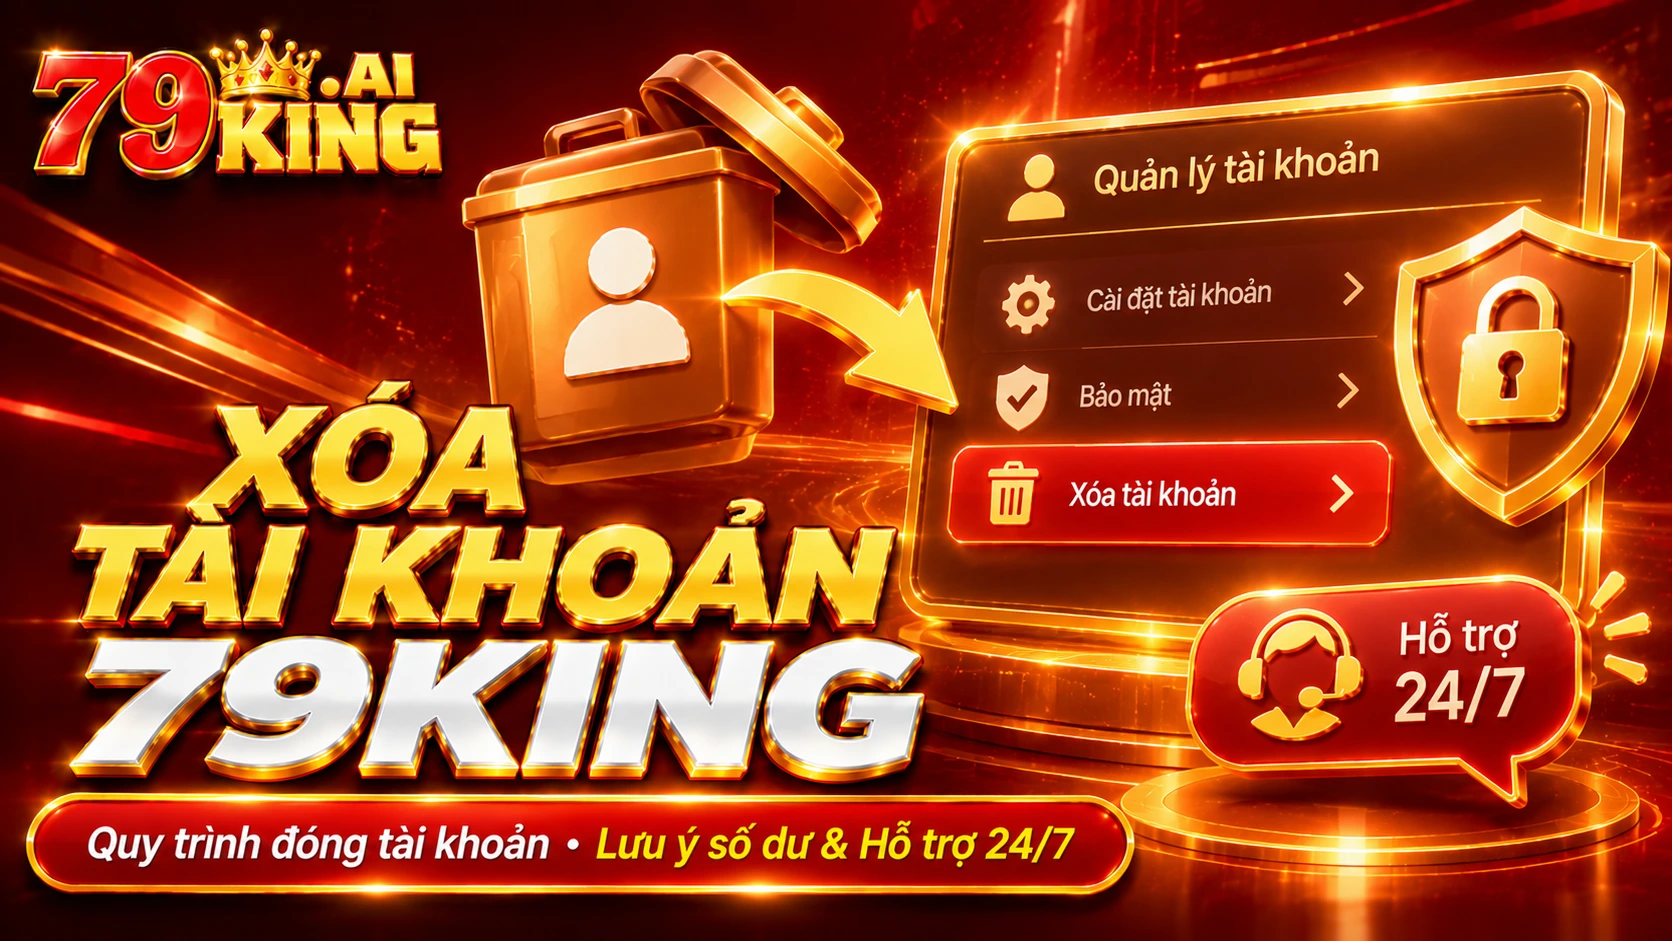 79KING.AI
Quản lý tài khoản
Cài đặt tài khoản
Bảo mật
Xóa tài khoản
XÓA
TÀI KHOẢN
79KING
Hỗ trợ
24/7
Quy trình đóng tài khoản • Lưu ý số dư & Hỗ trợ 24/7